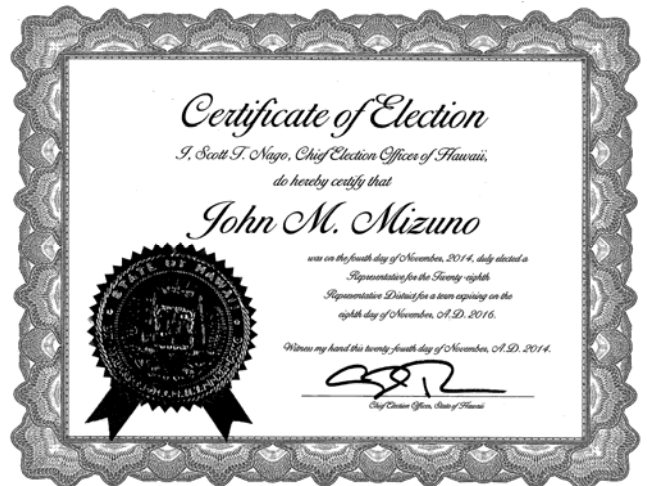 Certificate of Election
I, Scott T. Nago, Chief Election Officer of Hawaii,
do hereby certify that
John M. Mizuno
was on the fourth day of November, 2014, duly elected a
Representative for the Twenty-eighth
Representative District for a term expiring on the
eighth day of November, A.D. 2016.
Witness my hand this twenty-fourth day of November, A.D. 2014.
STATE OF HAWAII
Chief Election Officer, State of Hawaii